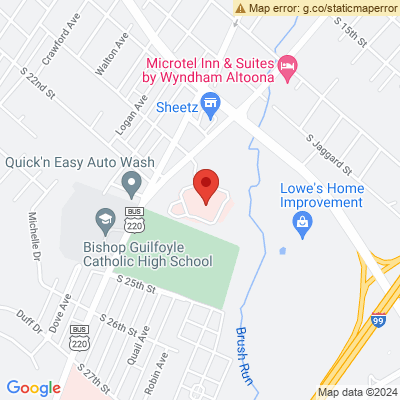 Map error: g.co/staticmaperror
Crawford Ave
Walton Ave
Microtel Inn & Suites
by Wyndham Altoona
S 15th St
S 22nd St
Logan Ave
Sheetz
S Jaggard St
Quick'n Easy Auto Wash
Lowe's Home
Improvement
BUS
220
Michelle Dr
Bishop Guilfoyle
Catholic High School
S 25th St
Dove Ave
Duff Dr
S 26th St
BUS
220
Quail Ave
Brush Run
99
Robin Ave
S 27th St
Google
Map data ©2024